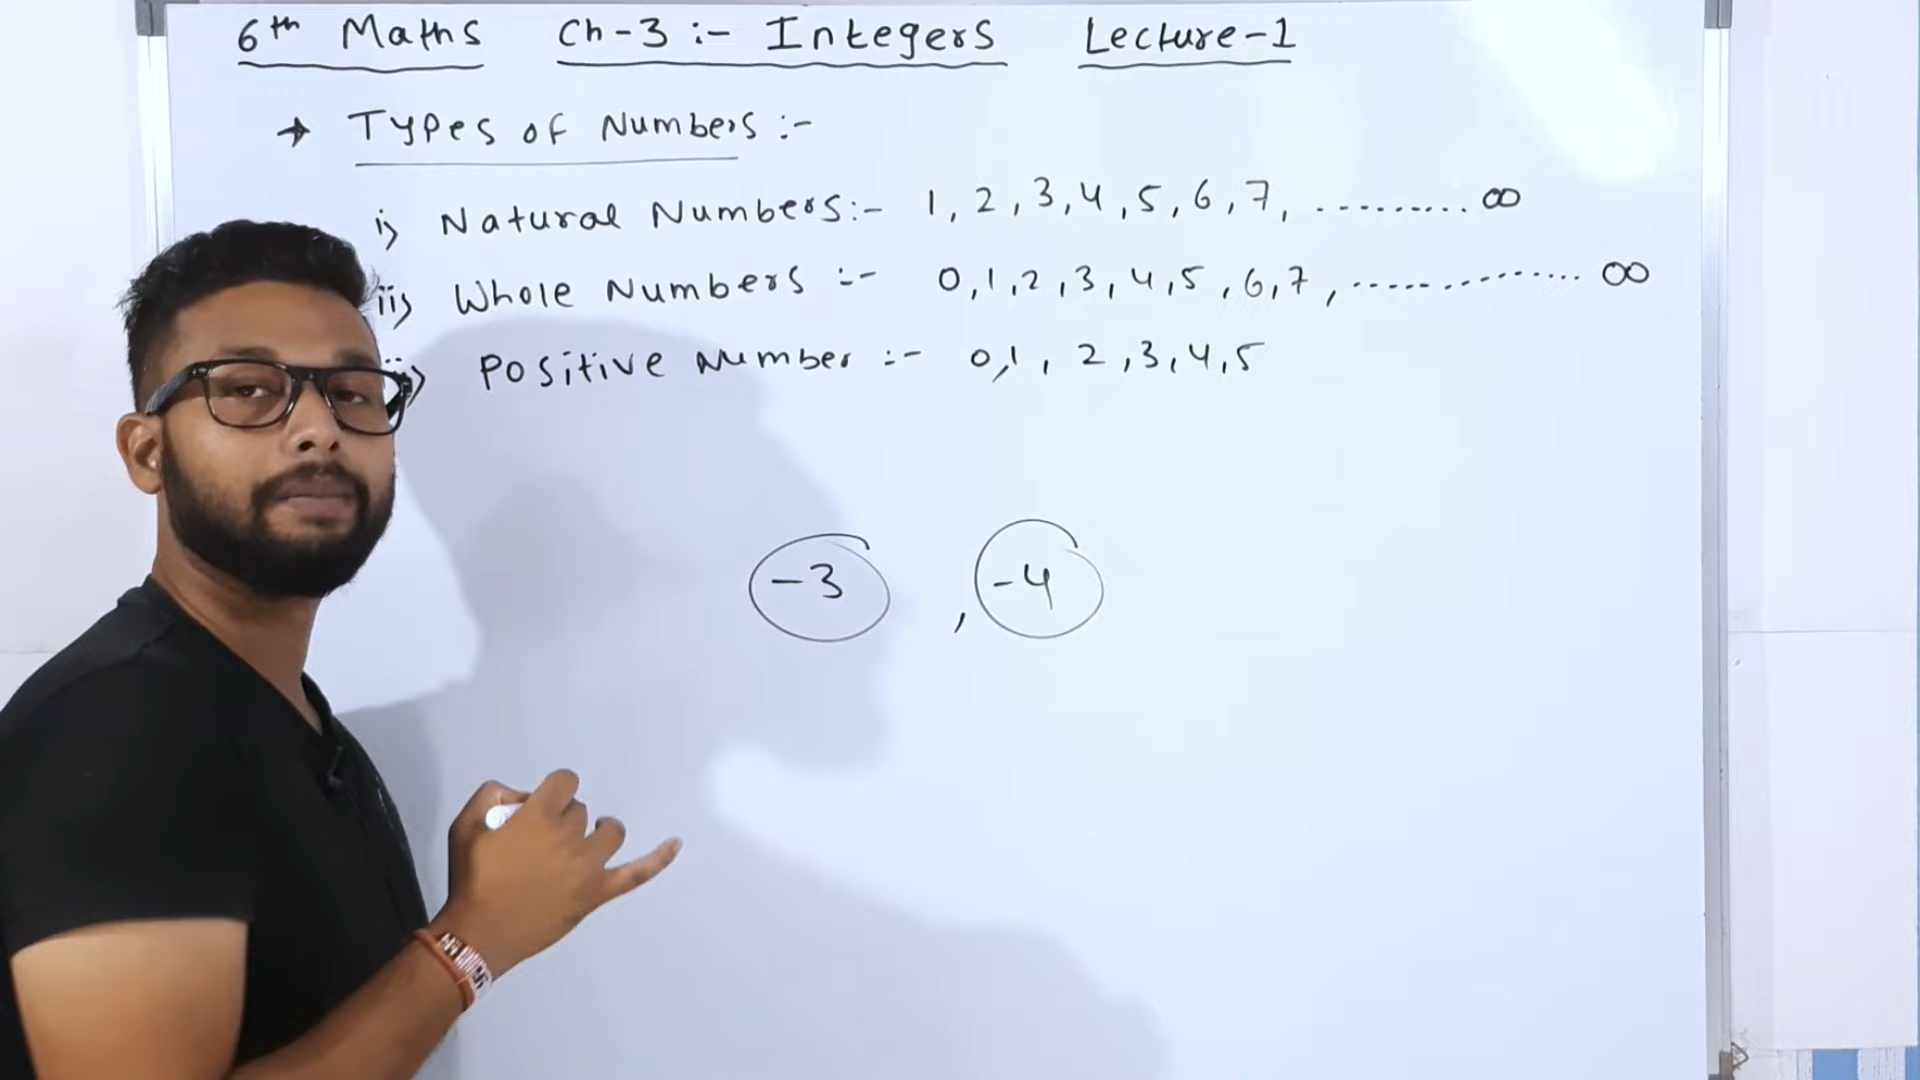 6th Maths Ch-3 :- Integers Lecture-1
→ Types of Numbers :-
i) Natural Numbers :- 1, 2, 3, 4, 5, 6, 7, .......... ∞
ii) Whole Numbers :- 0, 1, 2, 3, 4, 5, 6, 7, ............... ∞
Positive Number :- 0, 1, 2, 3, 4, 5
-3 , -4